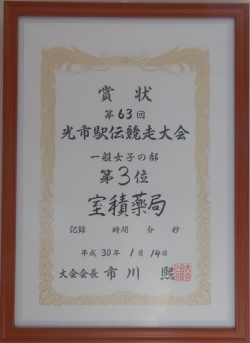 賞状
第63回
光市駅伝競走大会
一般女子の部
第3位
室積薬局
記録 時間 分 秒
平成30年1月14日
大会会長 市川 熙